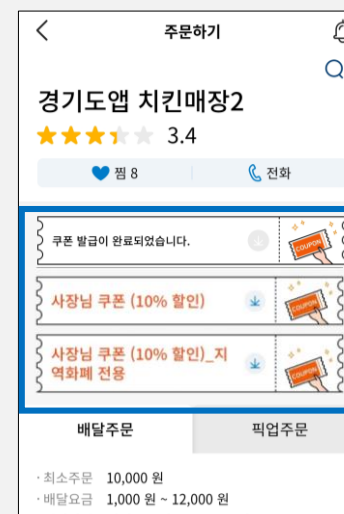 주문하기
경기도앱 치킨매장2
3.4
찜 8
전화
쿠폰 발급이 완료되었습니다.
COUPON
사장님 쿠폰 (10% 할인)
COUPON
사장님 쿠폰 (10% 할인)_지
역화폐 전용
COUPON
배달주문
픽업주문
· 최소주문 10,000 원
· 배달요금 1,000 원 ~ 12,000 원